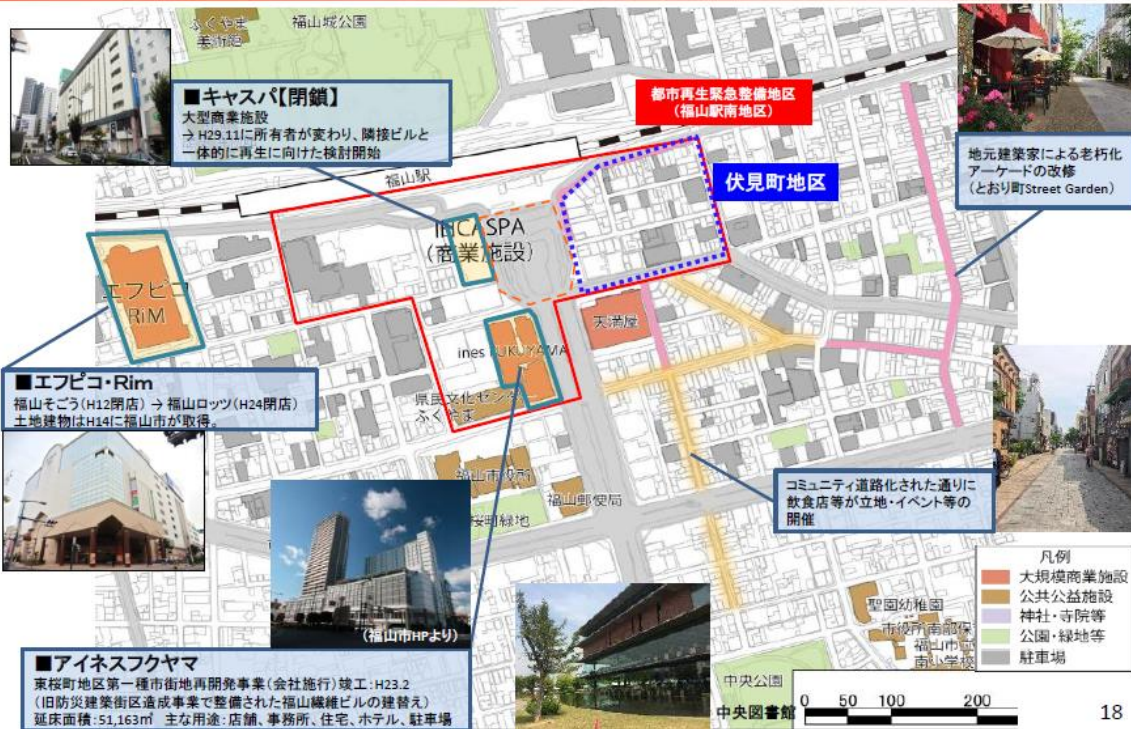 ふくやま
美術館
福山城公園
■キャスパ【閉鎖】
大型商業施設
→ H29.11に所有者が変わり、隣接ビルと
一体的に再生に向けた検討開始
都市再生緊急整備地区
(福山駅南地区)
地元建築家による老朽化
アーケードの改修
(とおり町Street Garden)
福山駅
伏見町地区
CASPA
(商業施設)
エフピコ
RiM
天満屋
ines FUKUYAMA
■エフピコ・Rim
福山そごう(H12閉店) → 福山ロッツ(H24閉店)
土地建物はH14に福山市が取得。
県民文化センター
ふくやま
福山市役所
福山郵便局
桜町緑地
コミュニティ道路化された通りに
飲食店等が立地・イベント等の
開催
(福山市HPより)
凡例
大規模商業施設
公共公益施設
神社・寺院等
公園・緑地等
駐車場
聖園幼稚園
市役所南部保
福山市立
南小学校
■アイネスフクヤマ
東桜町地区第一種市街地再開発事業(会社施行)竣工:H23.2
(旧防災建築街区造成事業で整備された福山繊維ビルの建替え)
延床面積:51,163㎡ 主な用途:店舗、事務所、住宅、ホテル、駐車場
中央公園
中央図書館
0 50 100 200
18